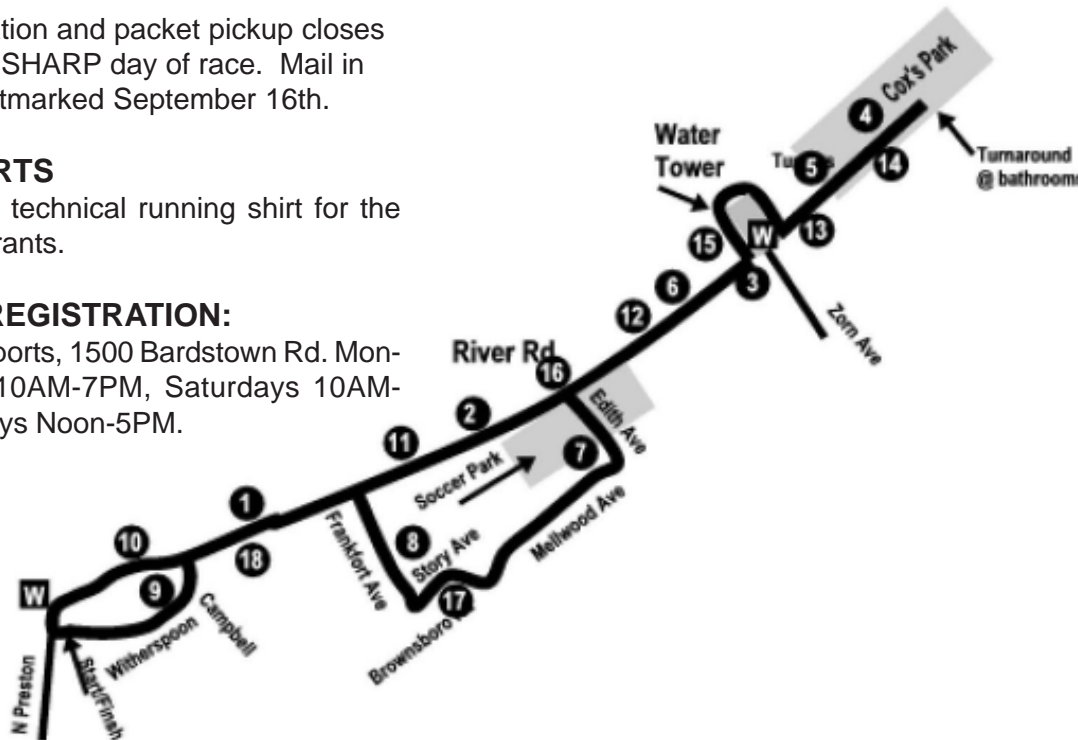 tion and packet pickup closes
SHARP day of race. Mail in
tmarked September 16th.
RTS
technical running shirt for the
rants.
REGISTRATION:
ports, 1500 Bardstown Rd. Mon-
10AM-7PM, Saturdays 10AM-
ys Noon-5PM.
Cox's Park
4
Water
Tower
5
14
Turnaround
@ bathrooms
W
13
15
3
6
12
Zorn Ave
River Rd
16
Edith Ave
2
11
7
Soccer Park
1
Mellwood Ave
Frankfort Ave
8
Story Ave
10
18
W
9
17
Campbell
Brownsboro
Witherspoon
N Preston
Start/Finsh